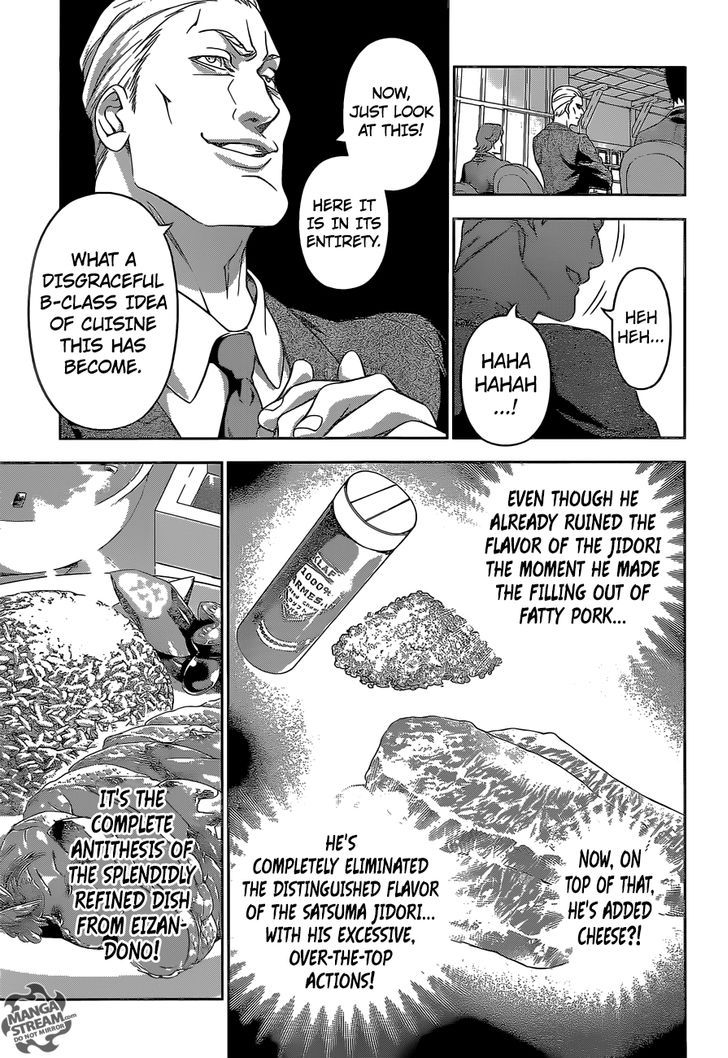 HEH
HEH...
HAHA
HAHAH
...!
NOW,
JUST LOOK
AT THIS!
HERE IT
IS IN ITS
ENTIRETY.
WHAT A
DISGRACEFUL
B-CLASS IDEA
OF CUISINE
THIS HAS
BECOME.
EVEN THOUGH HE
ALREADY RUINED THE
FLAVOR OF THE JIDORI
THE MOMENT HE MADE
THE FILLING OUT OF
FATTY PORK...
1000%
NOW, ON
TOP OF THAT,
HE'S ADDED
CHEESE?!
HE'S
COMPLETELY ELIMINATED
THE DISTINGUISHED FLAVOR
OF THE SATSUMA JIDORI...
WITH HIS EXCESSIVE,
OVER-THE-TOP
ACTIONS!
IT'S THE
COMPLETE
ANTITHESIS OF
THE SPLENDIDLY
REFINED DISH
FROM EIZAN-
DONO!
MANGA
STREAM.COM
DO NOT MIRROR